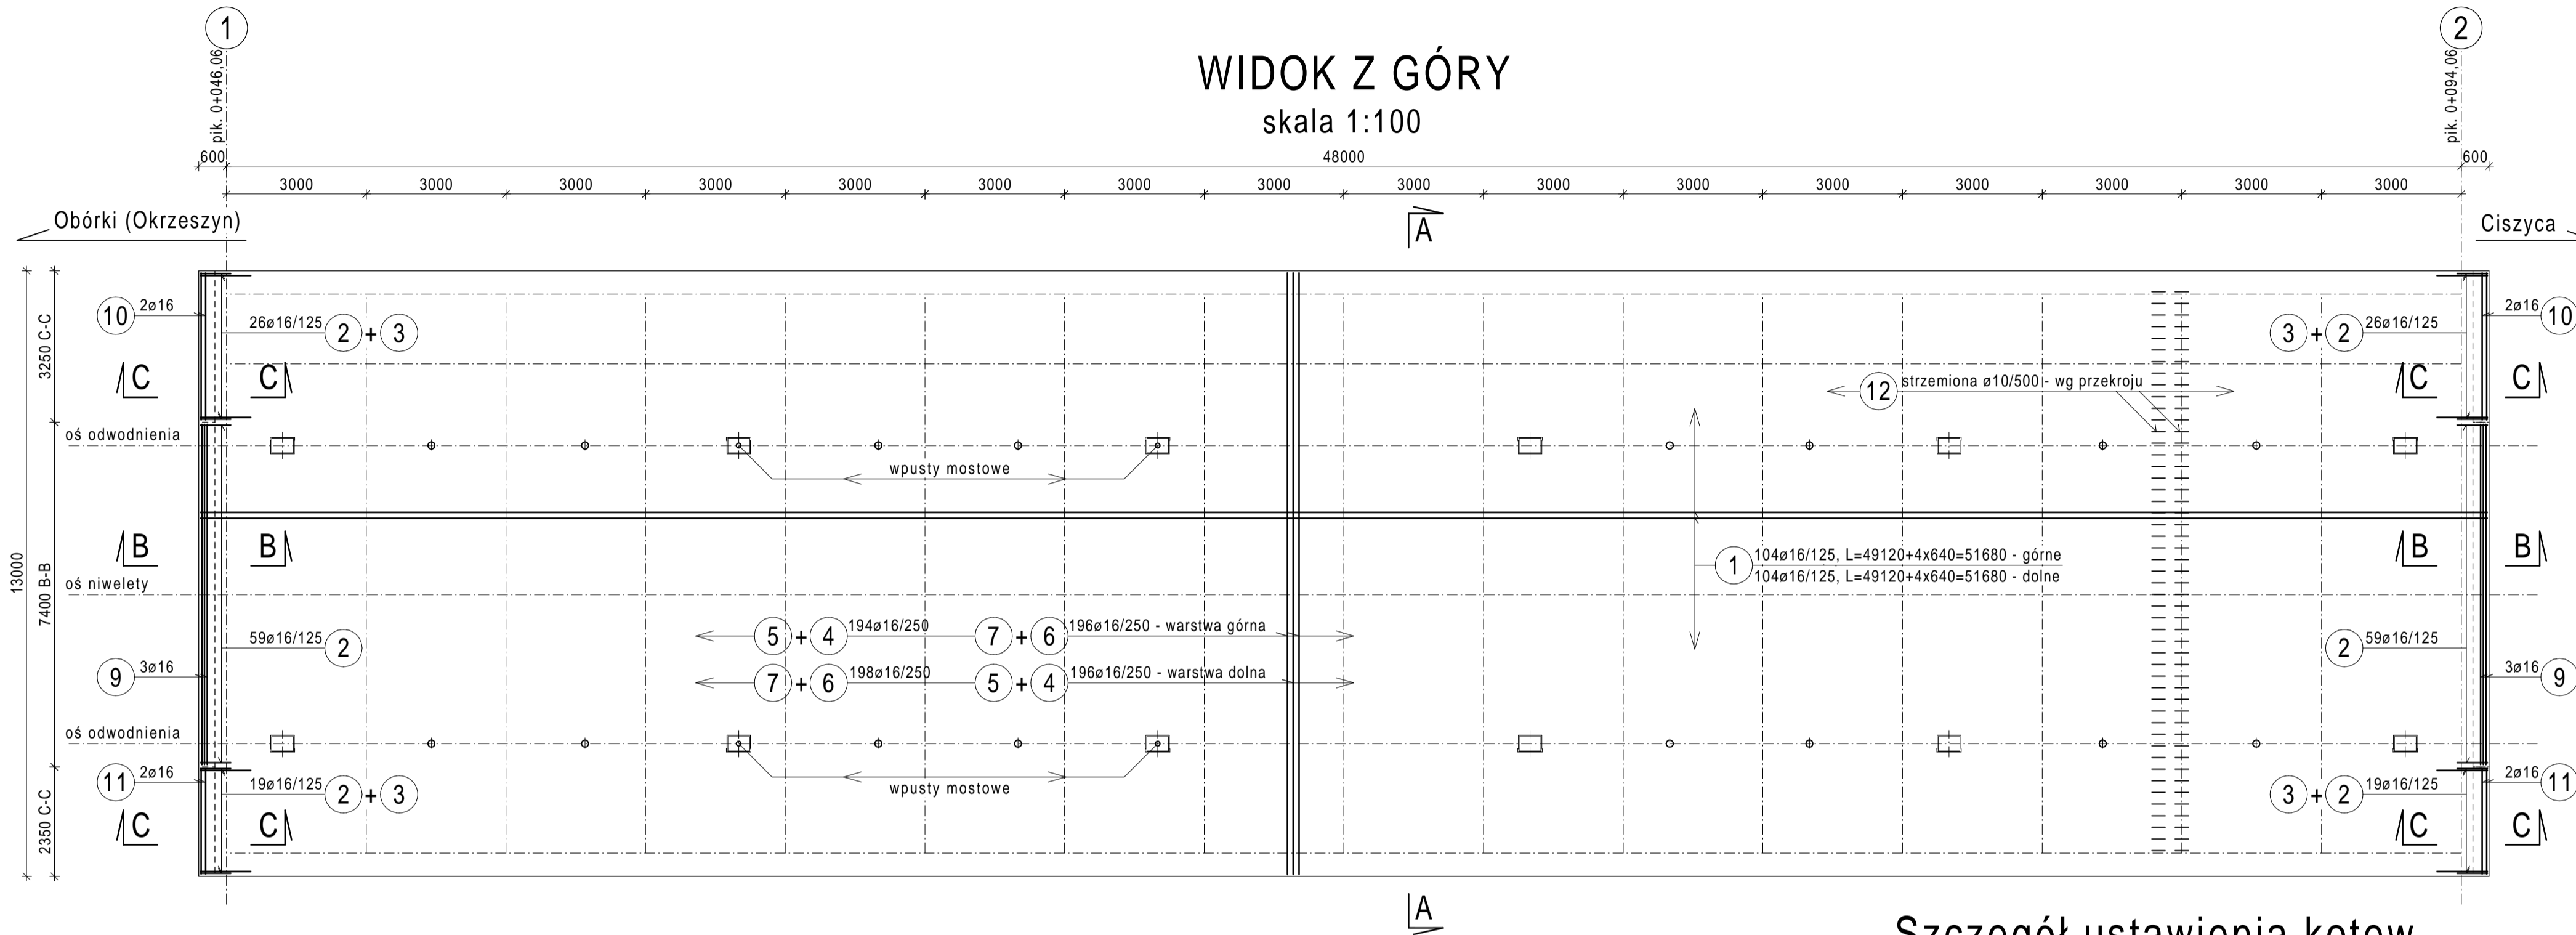 1
2
pik. 0+046,06
pik. 0+094,06
WIDOK Z GÓRY
skala 1:100
600
48000
600
3000 3000 3000 3000 3000 3000 3000 3000 3000 3000 3000 3000 3000 3000 3000 3000
Obórki (Okrzeszyn)
Ciszyca
A
10 2ø16
26ø16/125 2 + 3
3 + 2 26ø16/125
2ø16 10
3250 C-C
C C
12 strzemiona ø10/500 - wg przekroju
C C
oś odwodnienia
wpusty mostowe
13000
7400 B-B
B B
B B
1 104ø16/125, L=49120+4x640=51680 - górne
104ø16/125, L=49120+4x640=51680 - dolne
oś niwelety
59ø16/125 2
5 + 4 194ø16/250 7 + 6 196ø16/250 - warstwa górna
2 59ø16/125
9 3ø16
7 + 6 198ø16/250 5 + 4 196ø16/250 - warstwa dolna
3ø16 9
oś odwodnienia
11 2ø16
19ø16/125 2 + 3
wpusty mostowe
3 + 2 19ø16/125
2ø16 11
2350 C-C
C C
C C
A
Szczegół ustawienia kotew